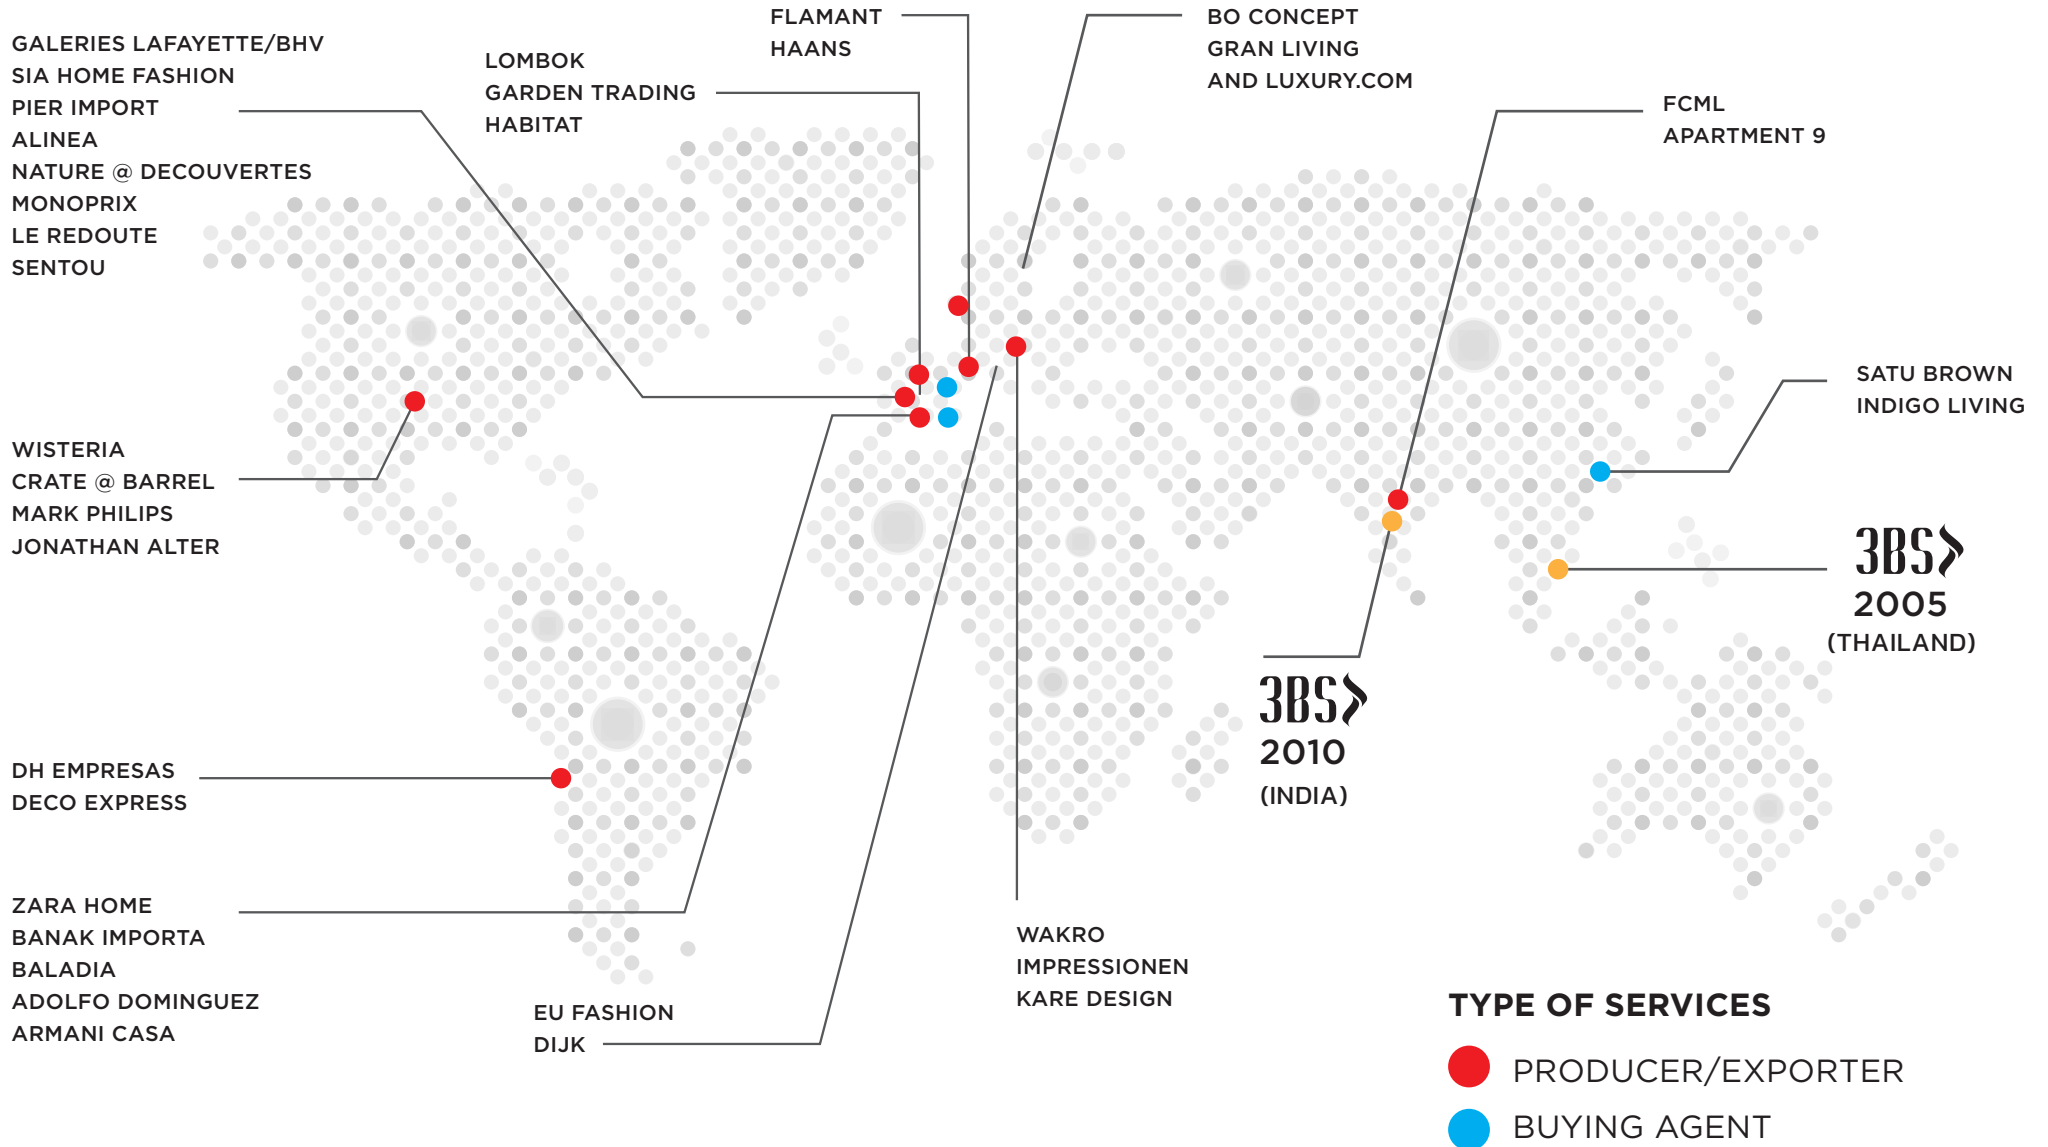 GALERIES LAFAYETTE/BHV
SIA HOME FASHION
PIER IMPORT
ALINEA
NATURE @ DECOUVERTES
MONOPRIX
LE REDOUTE
SENTOU
LOMBOK
GARDEN TRADING
HABITAT
FLAMANT
HAANS
BO CONCEPT
GRAN LIVING
AND LUXURY.COM
FCML
APARTMENT 9
SATU BROWN
INDIGO LIVING
3BS
2005
(THAILAND)
3BS
2010
(INDIA)
WISTERIA
CRATE @ BARREL
MARK PHILIPS
JONATHAN ALTER
DH EMPRESAS
DECO EXPRESS
ZARA HOME
BANAK IMPORTA
BALADIA
ADOLFO DOMINGUEZ
ARMANI CASA
EU FASHION
DIJK
WAKRO
IMPRESSIONEN
KARE DESIGN
TYPE OF SERVICES
PRODUCER/EXPORTER
BUYING AGENT